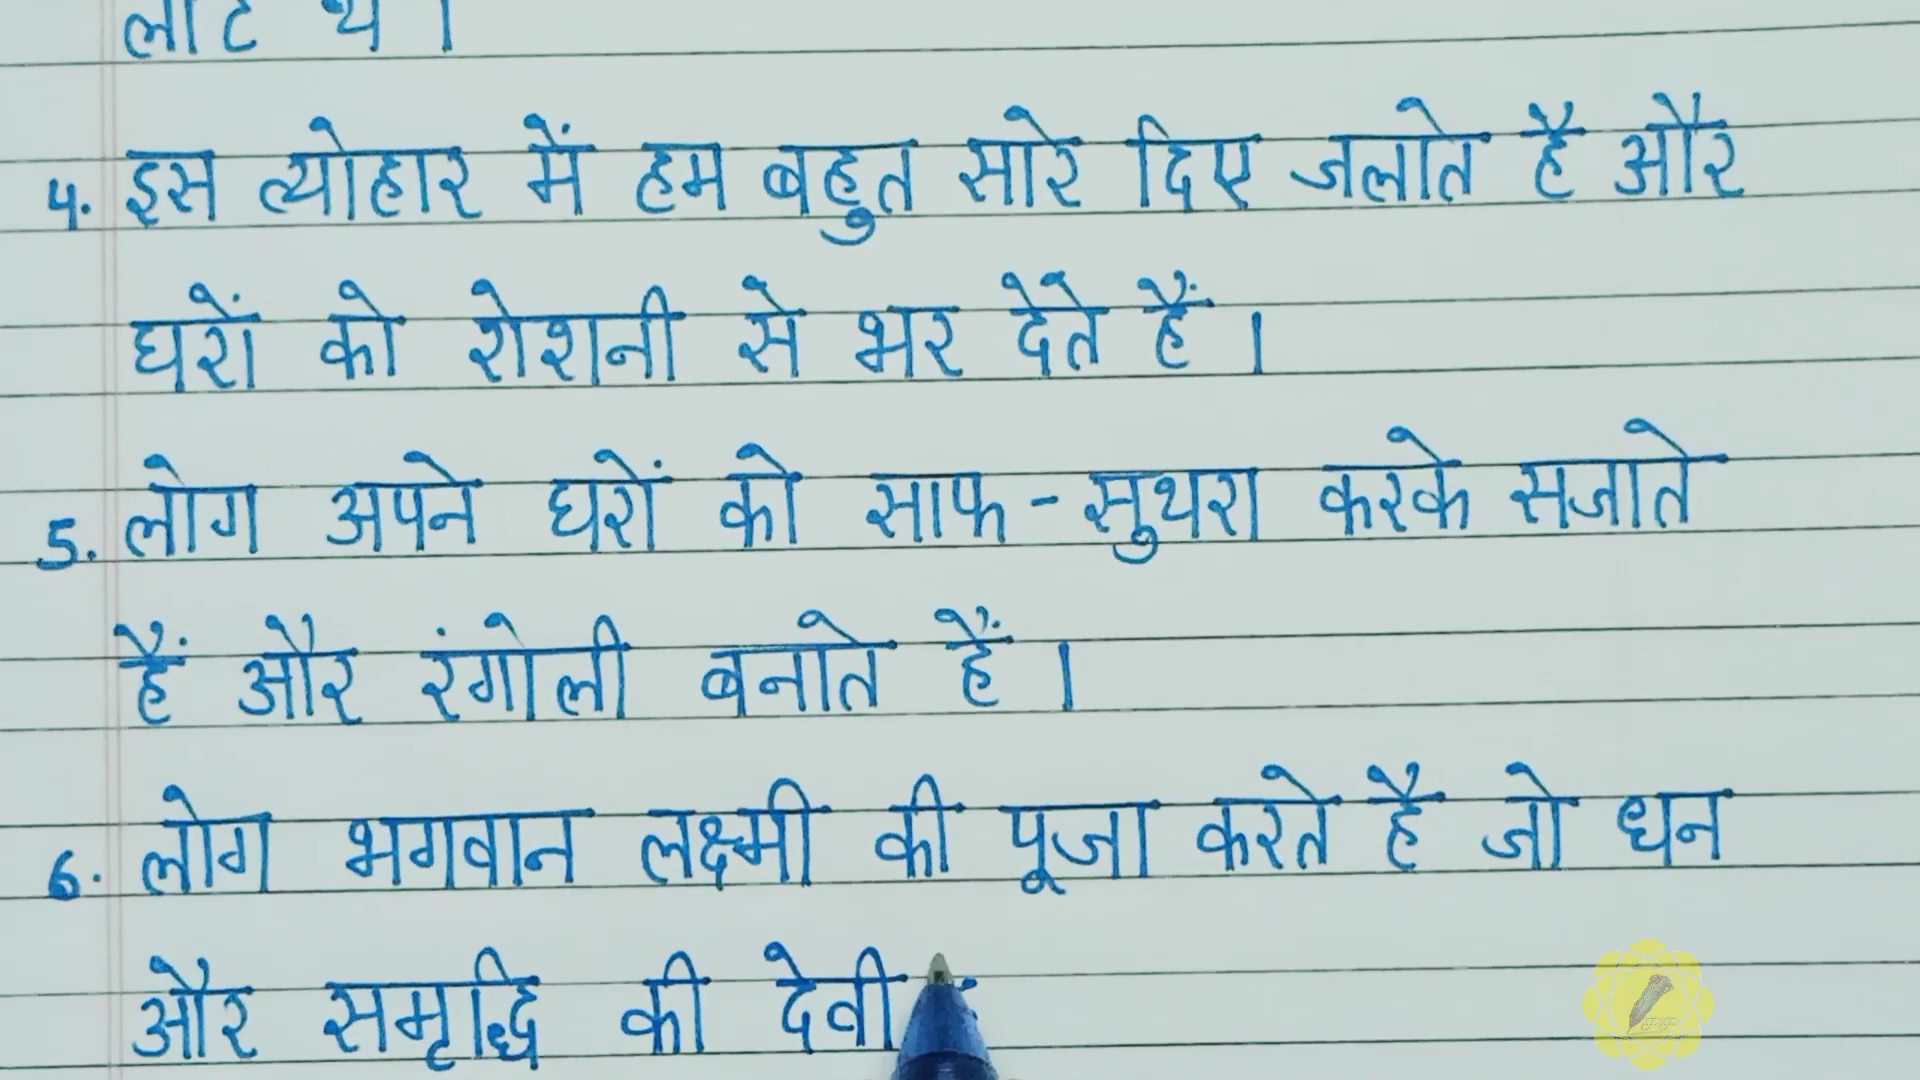 लौटे थे ।
4. इस त्योहार में हम बहुत सारे दिए जलाते है और
घरों को रोशनी से भर देते हैं ।
5. लोग अपने घरों को साफ - सुथरा करके सजाते
हैं और रंगोली बनाते हैं ।
6. लोग भगवान लक्ष्मी की पूजा करते है जो धन
और समृद्धि की देवी